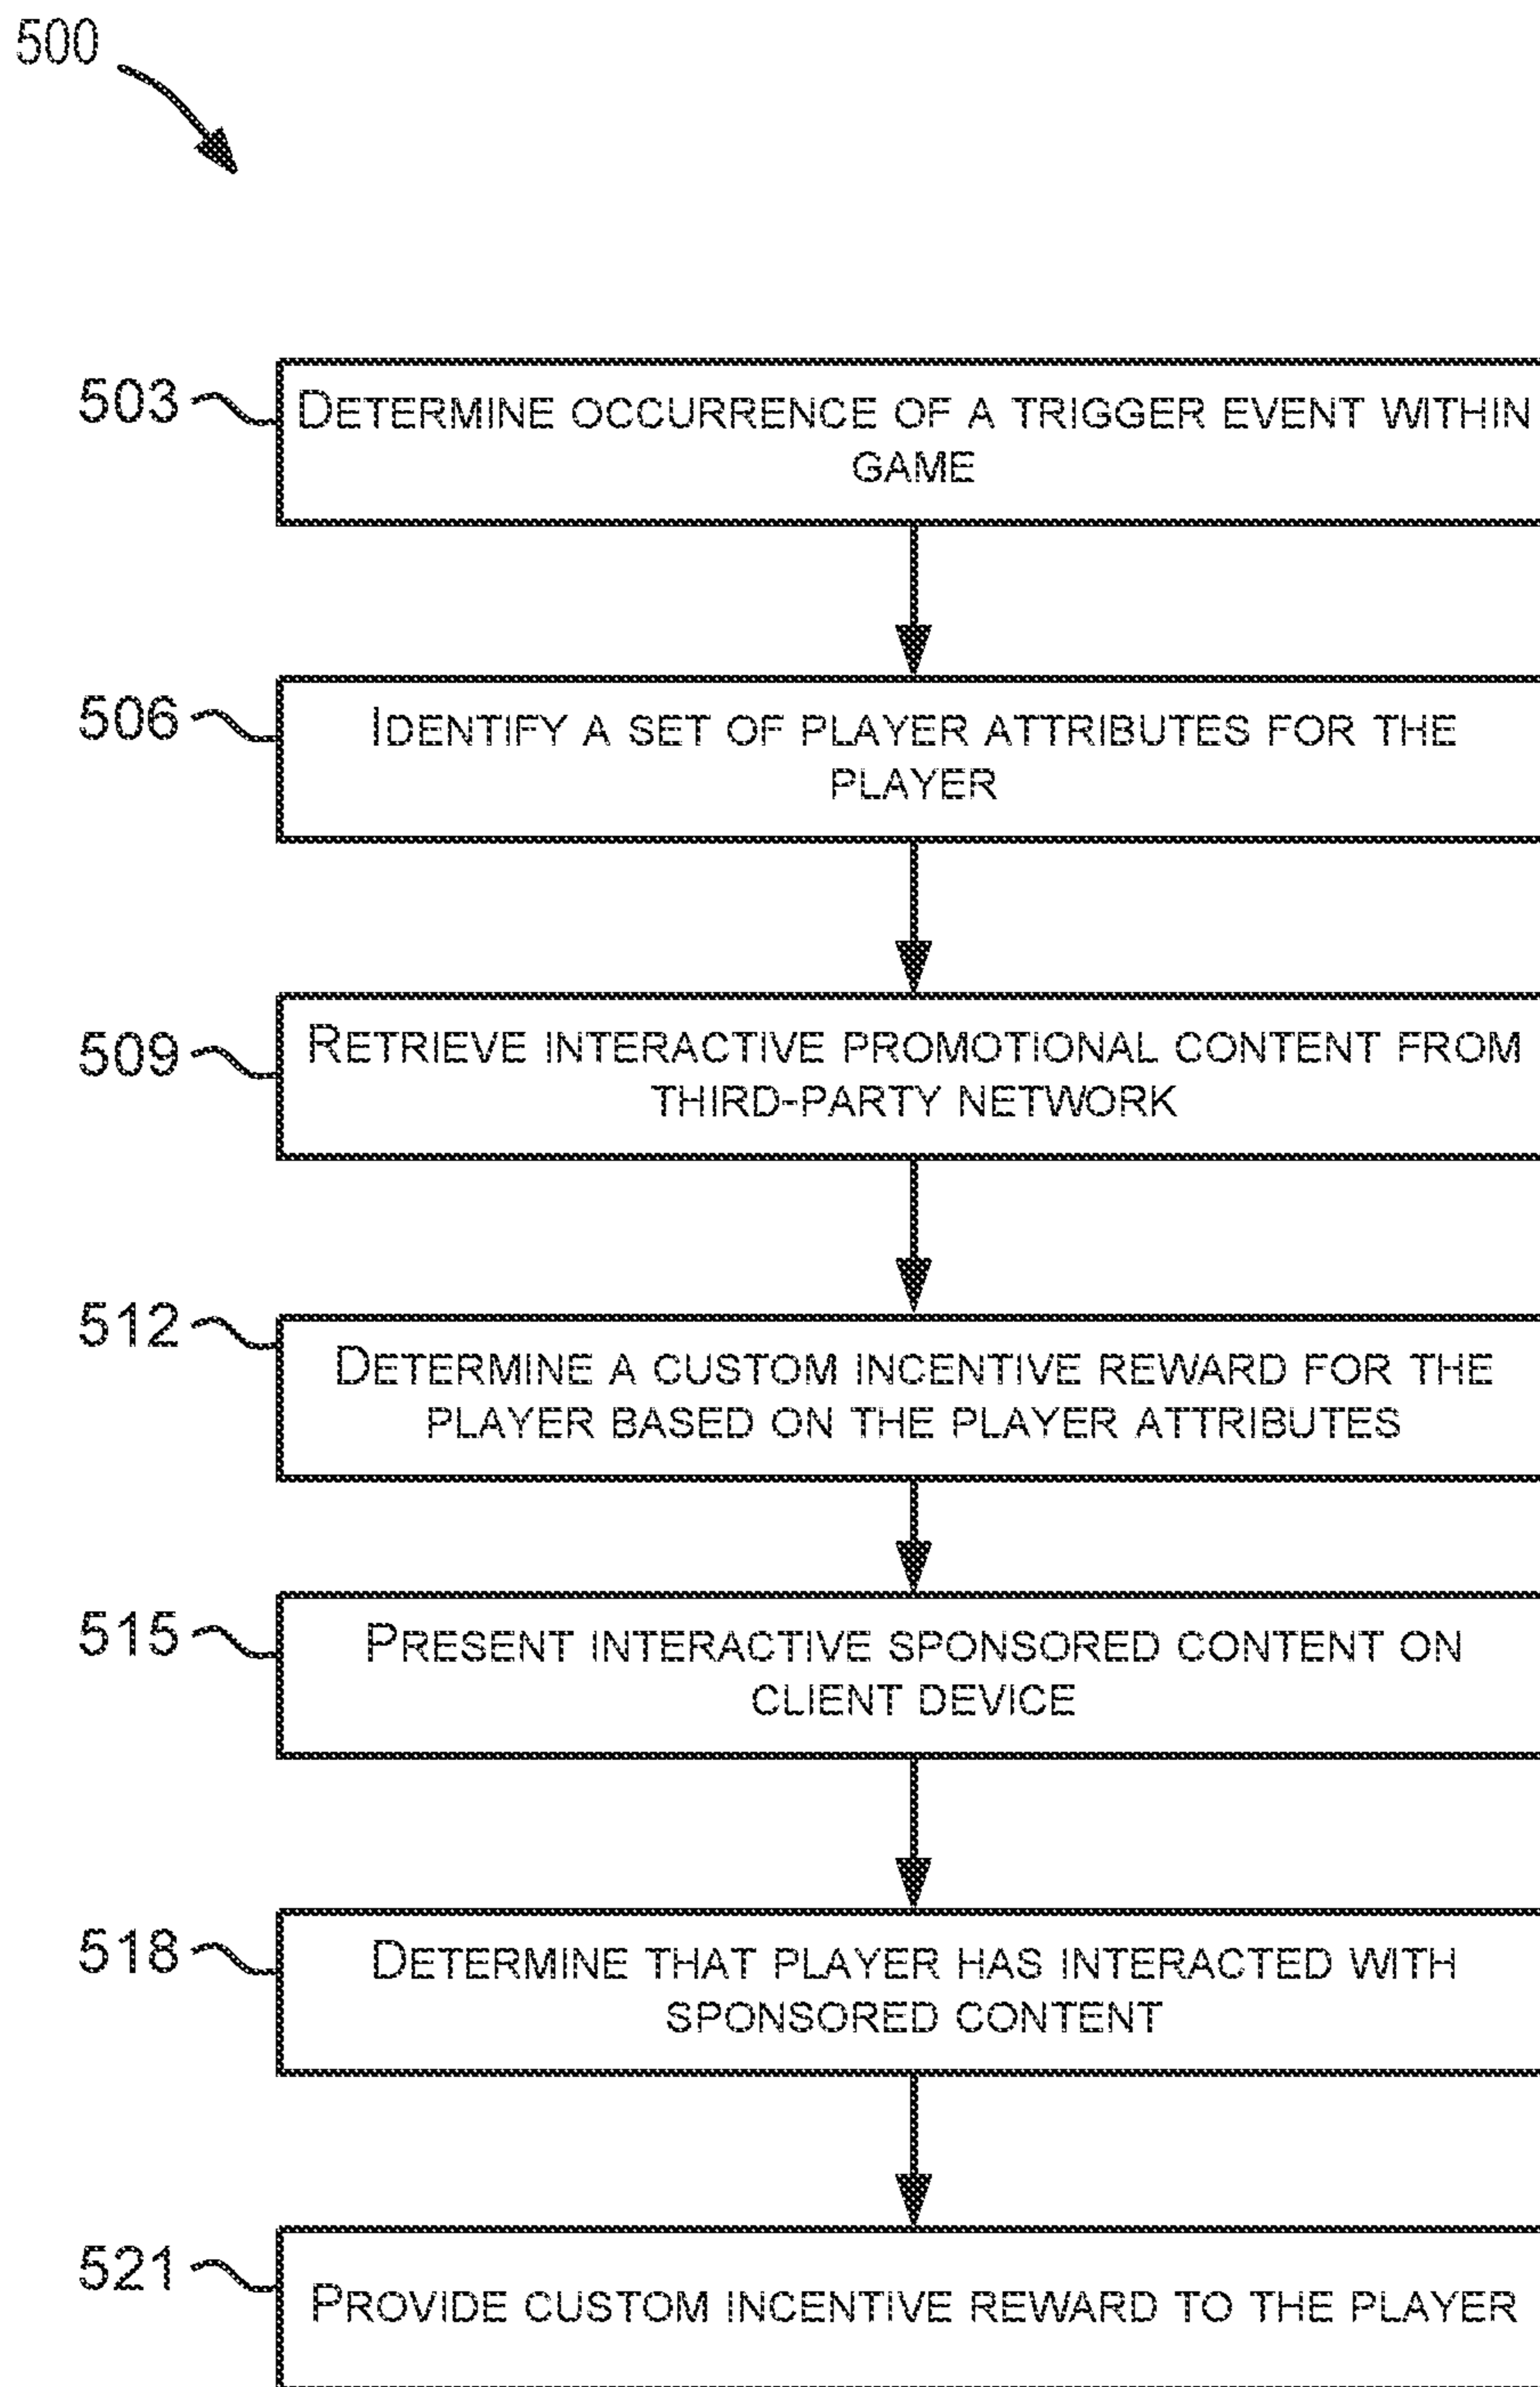 500
503
DETERMINE OCCURRENCE OF A TRIGGER EVENT WITHIN
GAME
506
IDENTIFY A SET OF PLAYER ATTRIBUTES FOR THE
PLAYER
509
RETRIEVE INTERACTIVE PROMOTIONAL CONTENT FROM
THIRD-PARTY NETWORK
512
DETERMINE A CUSTOM INCENTIVE REWARD FOR THE
PLAYER BASED ON THE PLAYER ATTRIBUTES
515
PRESENT INTERACTIVE SPONSORED CONTENT ON
CLIENT DEVICE
518
DETERMINE THAT PLAYER HAS INTERACTED WITH
SPONSORED CONTENT
521
PROVIDE CUSTOM INCENTIVE REWARD TO THE PLAYER